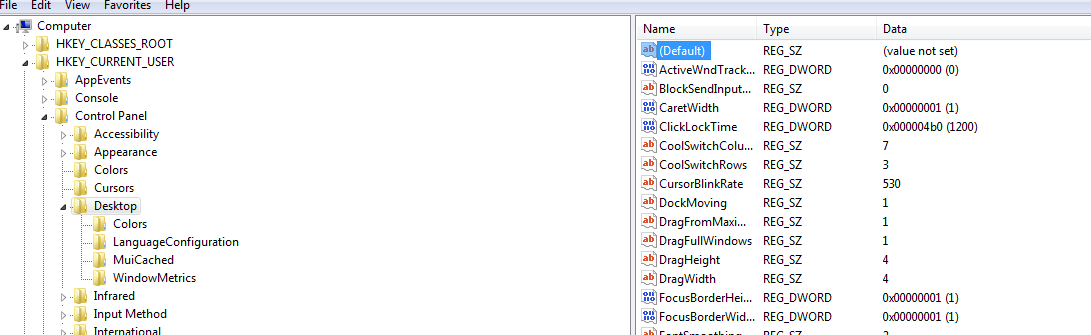 File Edit View Favorites Help
Computer
HKEY_CLASSES_ROOT
HKEY_CURRENT_USER
AppEvents
Console
Control Panel
Accessibility
Appearance
Colors
Cursors
Desktop
Colors
LanguageConfiguration
MuiCached
WindowMetrics
Infrared
Input Method
International
Name Type Data
(Default) REG_SZ (value not set)
ActiveWndTrack... REG_DWORD 0x00000000 (0)
BlockSendInput... REG_SZ 0
CaretWidth REG_DWORD 0x00000001 (1)
ClickLockTime REG_DWORD 0x000004b0 (1200)
CoolSwitchColu... REG_SZ 7
CoolSwitchRows REG_SZ 3
CursorBlinkRate REG_SZ 530
DockMoving REG_SZ 1
DragFromMaxi... REG_SZ 1
DragFullWindows REG_SZ 1
DragHeight REG_SZ 4
DragWidth REG_SZ 4
FocusBorderHei... REG_DWORD 0x00000001 (1)
FocusBorderWid... REG_DWORD 0x00000001 (1)